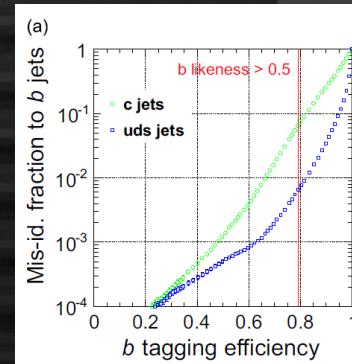 (a)
1
b likeness > 0.5
c jets
uds jets
10-1
10-2
10-3
10-4
Mis-id. fraction to b jets
0 0.2 0.4 0.6 0.8 1
b tagging efficiency